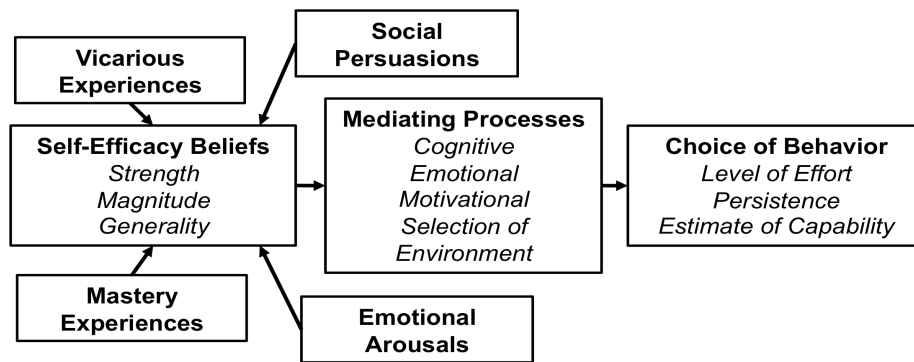 Social
Persuasions
Vicarious
Experiences
Self-Efficacy Beliefs
Strength
Magnitude
Generality
Mediating Processes
Cognitive
Emotional
Motivational
Selection of
Environment
Choice of Behavior
Level of Effort
Persistence
Estimate of Capability
Mastery
Experiences
Emotional
Arousals